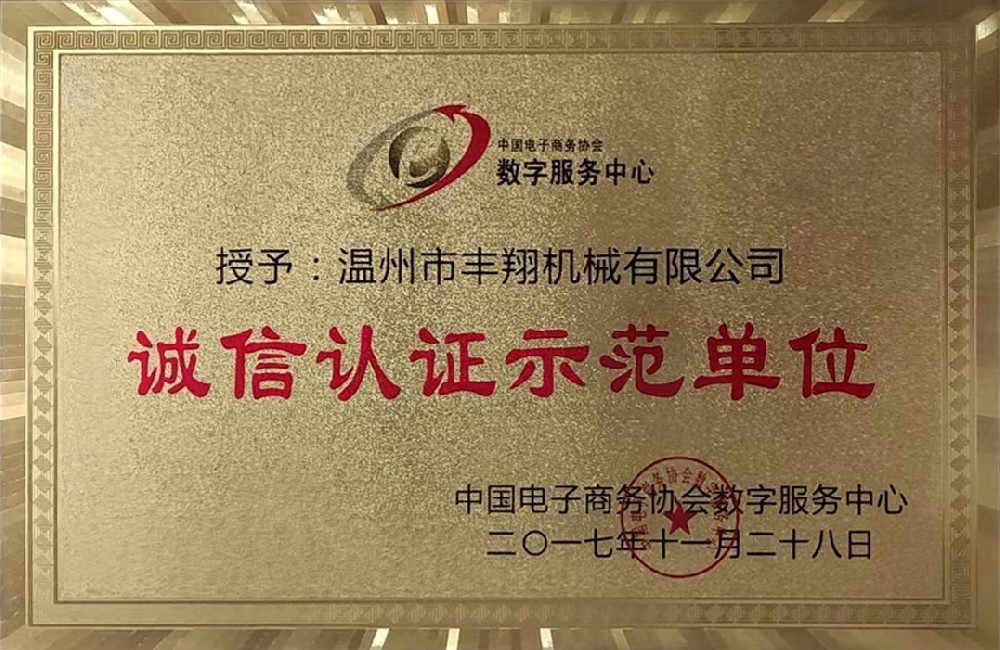 中国电子商务协会
数字服务中心
授予：温州市丰翔机械有限公司
诚信认证示范单位
中国电子商务协会数字服务中心
二〇一七年十一月二十八日